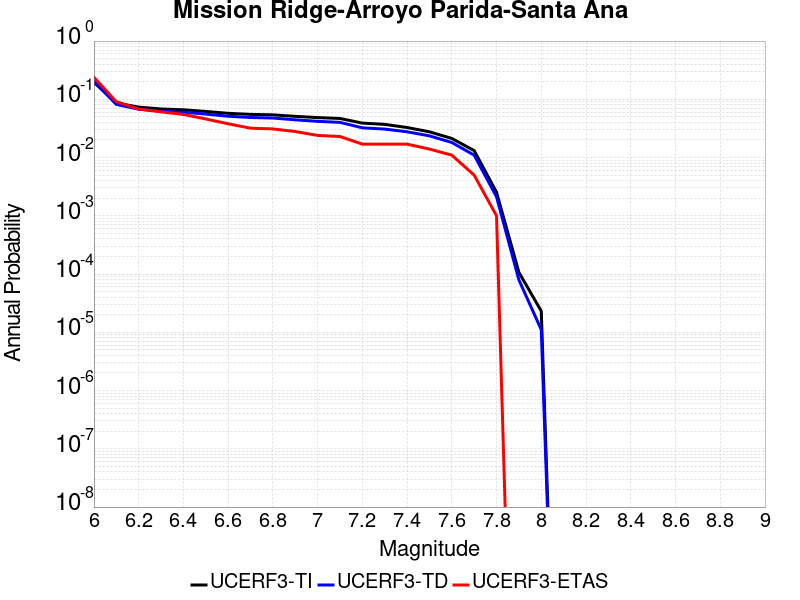 Mission Ridge-Arroyo Parida-Santa Ana
10^0
10^-1
10^-2
10^-3
10^-4
10^-5
10^-6
10^-7
10^-8
Annual Probability
6 6.2 6.4 6.6 6.8 7 7.2 7.4 7.6 7.8 8 8.2 8.4 8.6 8.8 9
Magnitude
UCERF3-TI UCERF3-TD UCERF3-ETAS